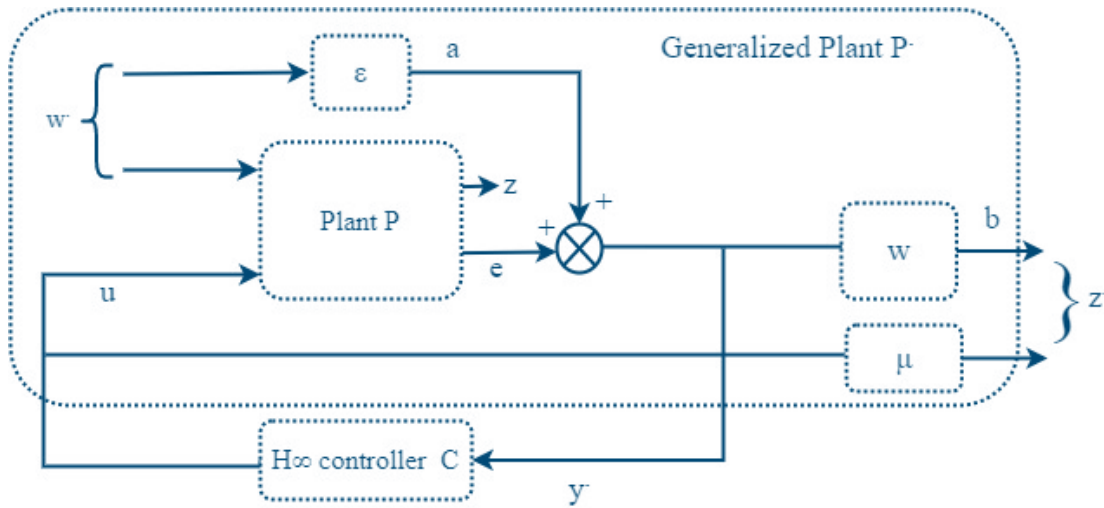 Generalized Plant P-
a
ε
w-
+
z
Plant P
+
e
u
w
b
z-
μ
H∞ controller C
y-